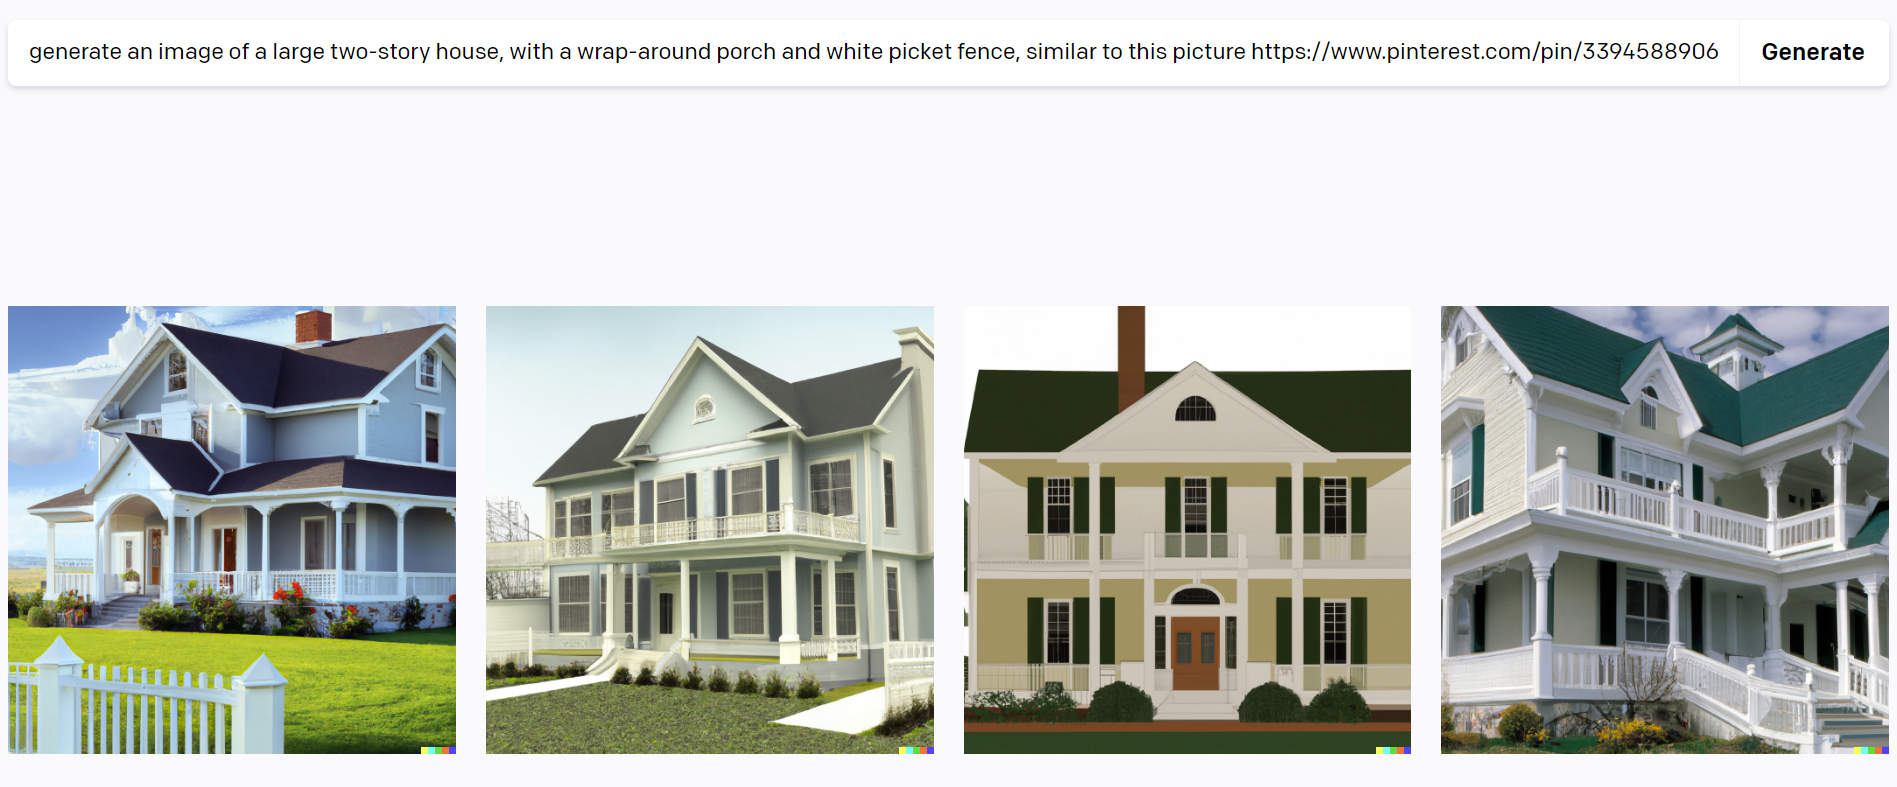 generate an image of a large two-story house, with a wrap-around porch and white picket fence, similar to this picture https://www.pinterest.com/pin/3394588906
Generate